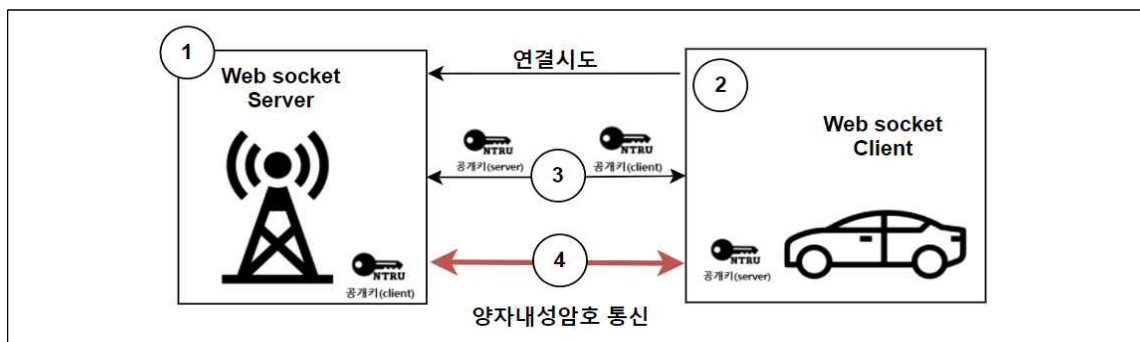 1
Web socket
Server
연결시도
2
Web socket
Client
NTRU
공개키(server)
NTRU
공개키(client)
3
NTRU
공개키(client)
4
NTRU
공개키(server)
양자내성암호 통신